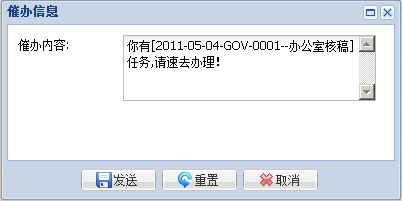 催办信息
催办内容:
你有[2011-05-04-GOV-0001--办公室核稿]
任务,请速去办理!
发送
重置
取消